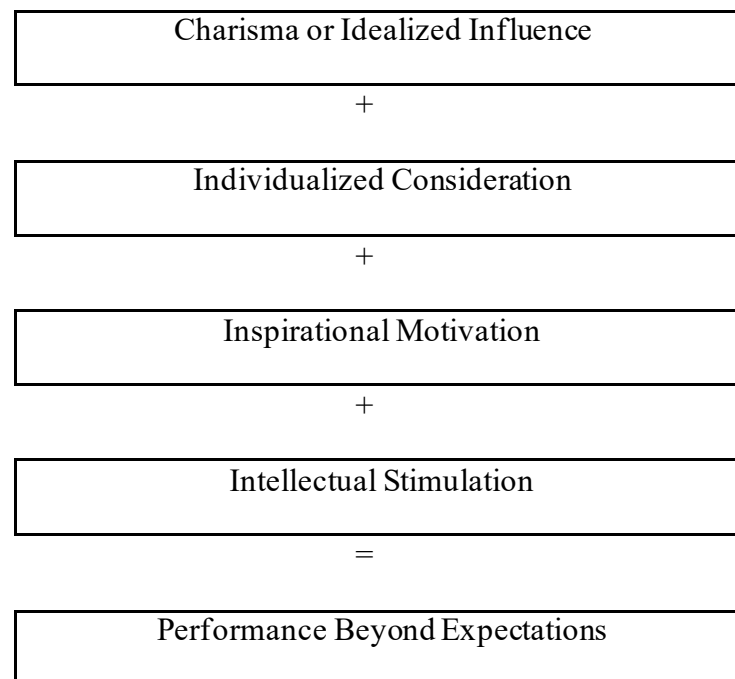 Charisma or Idealized Influence
+
Individualized Consideration
+
Inspirational Motivation
+
Intellectual Stimulation
=
Performance Beyond Expectations